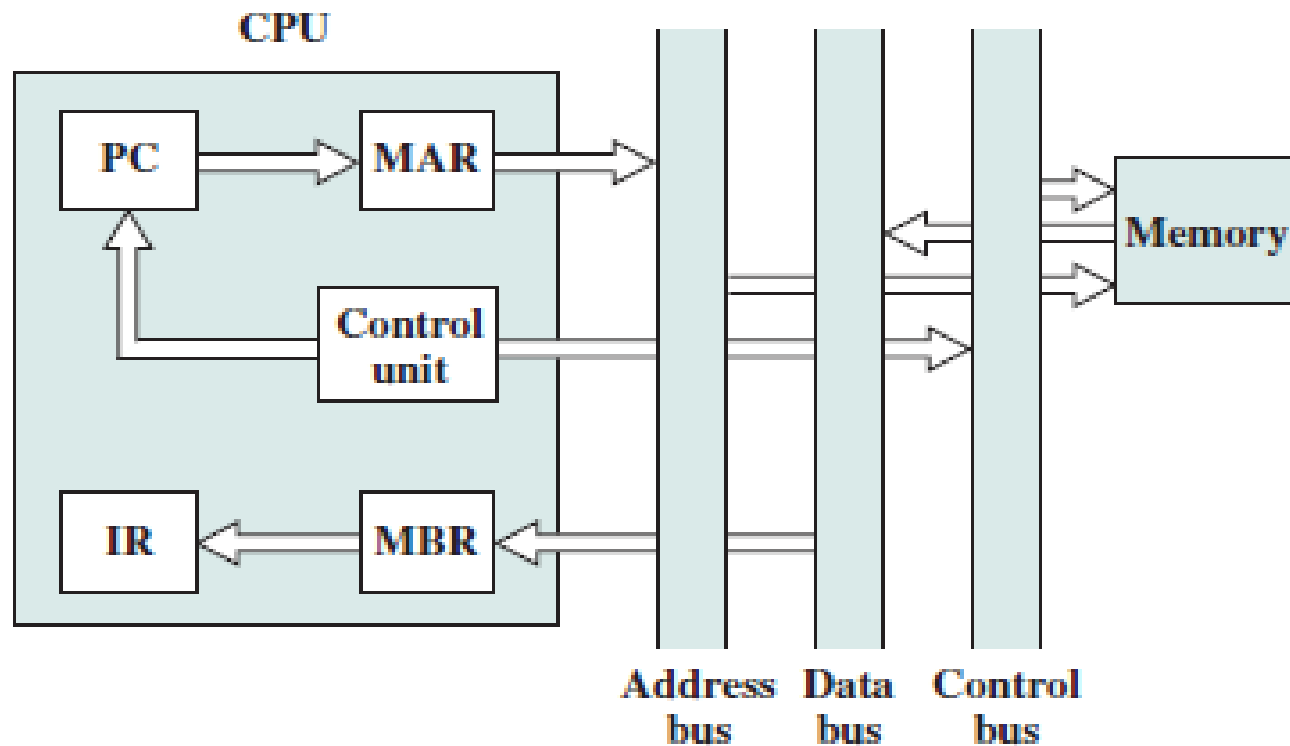 CPU
PC
MAR
Memory
Control
unit
IR
MBR
Address
bus
Data
bus
Control
bus